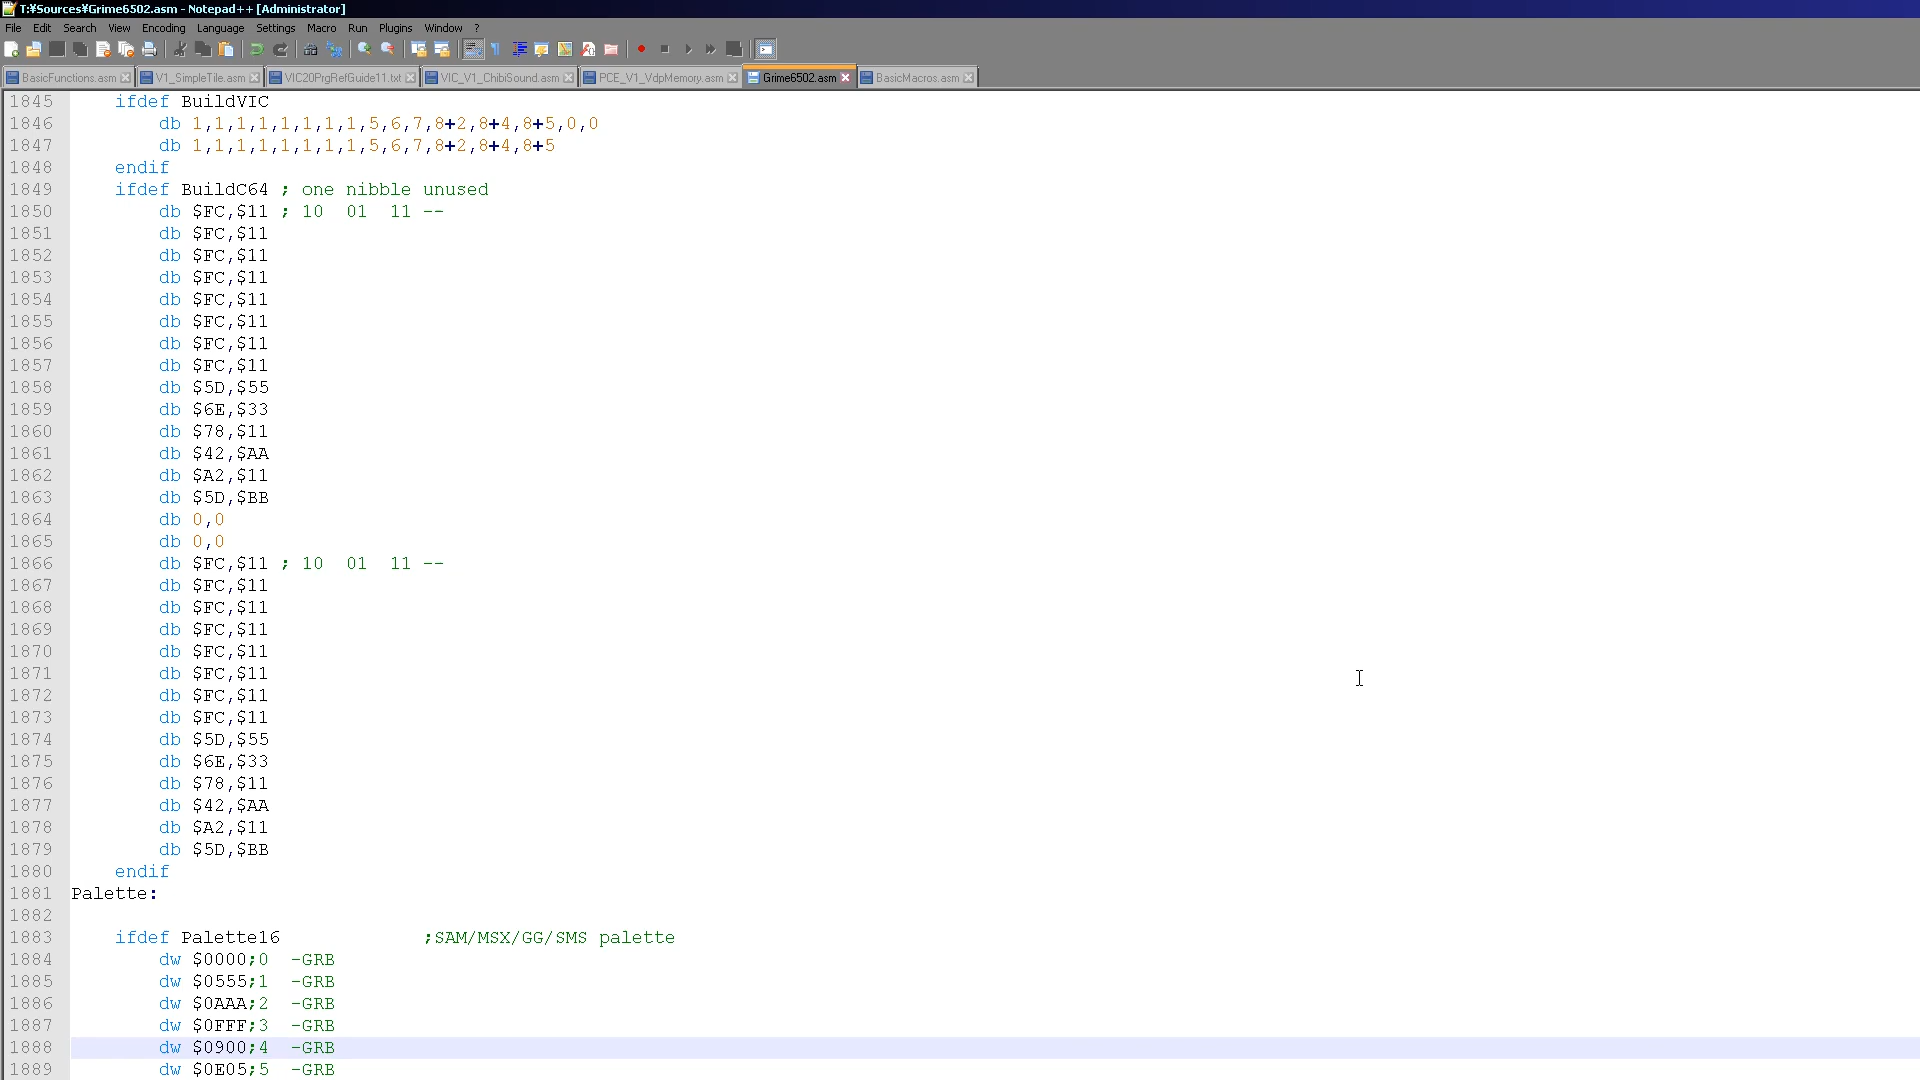 T:¥Sources¥Grime6502.asm - Notepad++ [Administrator]
File Edit Search View Encoding Language Settings Macro Run Plugins Window ?
BasicFunctions.asm V1_SimpleTile.asm VIC20PrgRefGuide11.txt VIC_V1_ChibiSound.asm PCE_V1_VdpMemory.asm Grime6502.asm BasicMacros.asm
1845 ifdef BuildVIC
1846 db 1,1,1,1,1,1,1,1,5,6,7,8+2,8+4,8+5,0,0
1847 db 1,1,1,1,1,1,1,1,5,6,7,8+2,8+4,8+5
1848 endif
1849 ifdef BuildC64 ; one nibble unused
1850 db $FC,$11 ; 10 01 11 --
1851 db $FC,$11
1852 db $FC,$11
1853 db $FC,$11
1854 db $FC,$11
1855 db $FC,$11
1856 db $FC,$11
1857 db $FC,$11
1858 db $5D,$55
1859 db $6E,$33
1860 db $78,$11
1861 db $42,$AA
1862 db $A2,$11
1863 db $5D,$BB
1864 db 0,0
1865 db 0,0
1866 db $FC,$11 ; 10 01 11 --
1867 db $FC,$11
1868 db $FC,$11
1869 db $FC,$11
1870 db $FC,$11
1871 db $FC,$11
1872 db $FC,$11
1873 db $FC,$11
1874 db $5D,$55
1875 db $6E,$33
1876 db $78,$11
1877 db $42,$AA
1878 db $A2,$11
1879 db $5D,$BB
1880 endif
1881 Palette:
1882
1883 ifdef Palette16 ;SAM/MSX/GG/SMS palette
1884 dw $0000;0 -GRB
1885 dw $0555;1 -GRB
1886 dw $0AAA;2 -GRB
1887 dw $0FFF;3 -GRB
1888 dw $0900;4 -GRB
1889 dw $0E05;5 -GRB